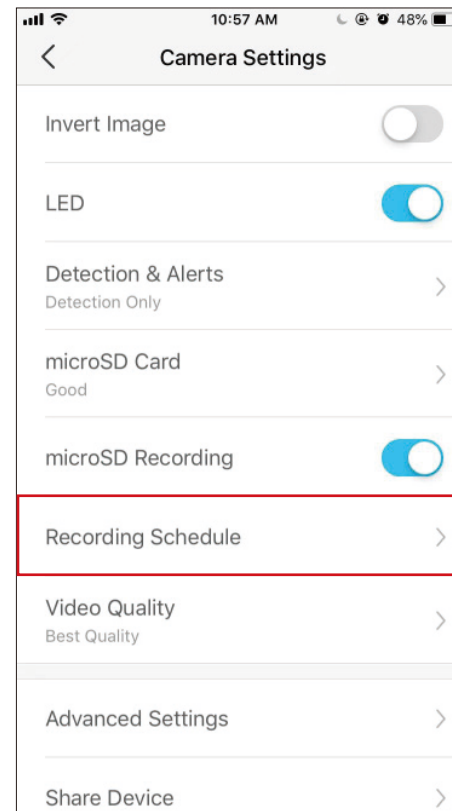 10:57 AM 48%
Camera Settings
Invert Image
LED
Detection & Alerts
Detection Only
microSD Card
Good
microSD Recording
Recording Schedule
Video Quality
Best Quality
Advanced Settings
Share Device